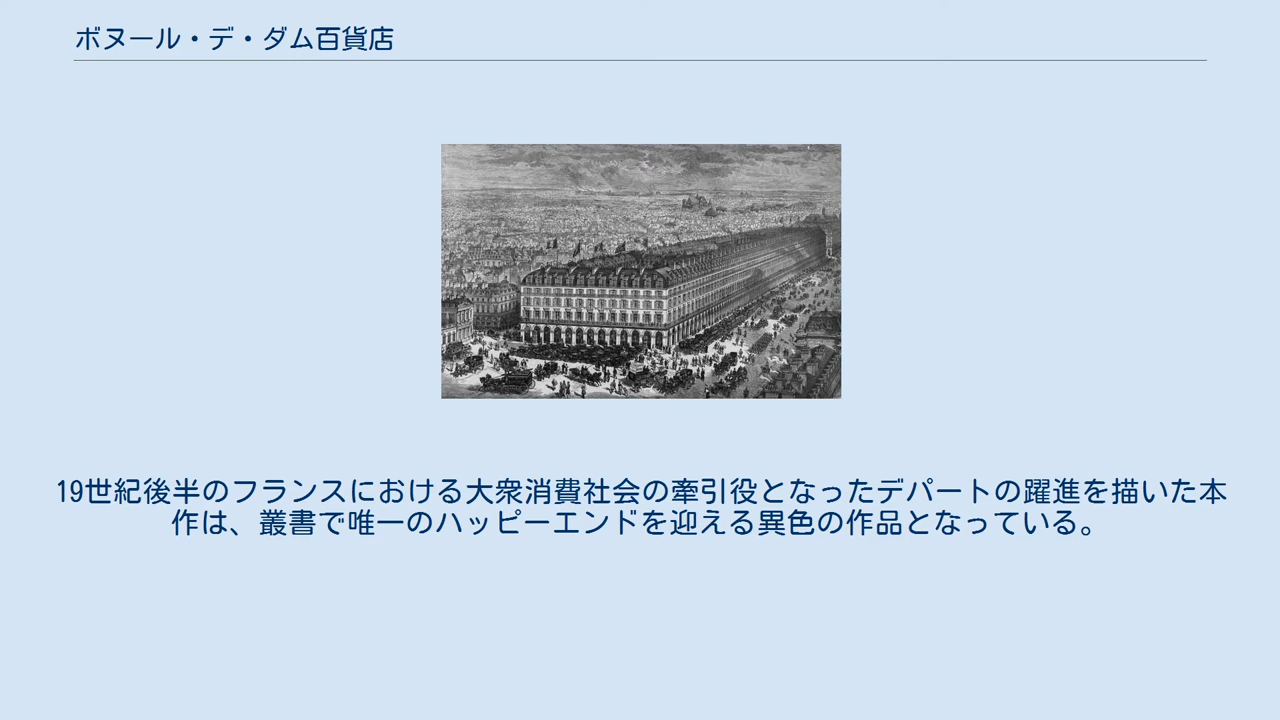 ボヌール・デ・ダム百貨店
19世紀後半のフランスにおける大衆消費社会の牽引役となったデパートの躍進を描いた本
作は、叢書で唯一のハッピーエンドを迎える異色の作品となっている。